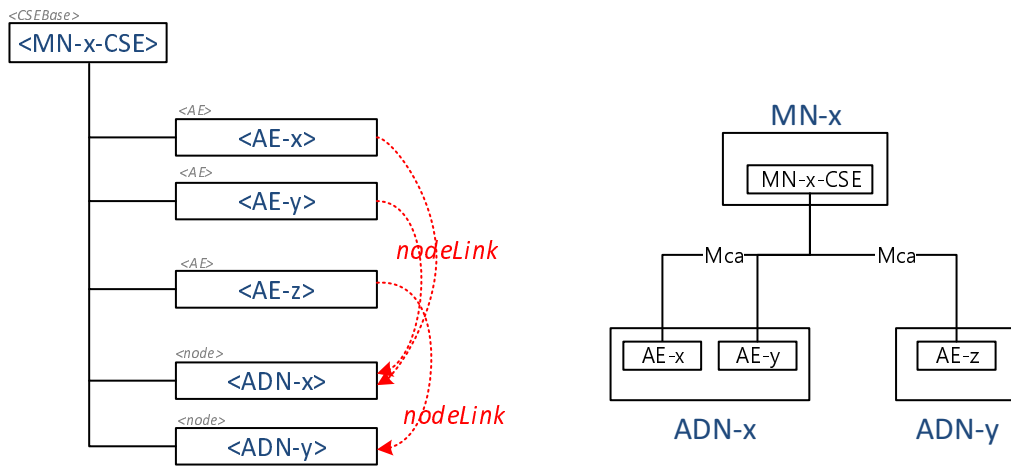 <CSEBase>
<MN-x-CSE>
<AE>
<AE-x>
<AE>
<AE-y>
nodeLink
<AE>
<AE-z>
<node>
<ADN-x>
nodeLink
<node>
<ADN-y>
MN-x
MN-x-CSE
Mca
Mca
AE-x
AE-y
AE-z
ADN-x
ADN-y